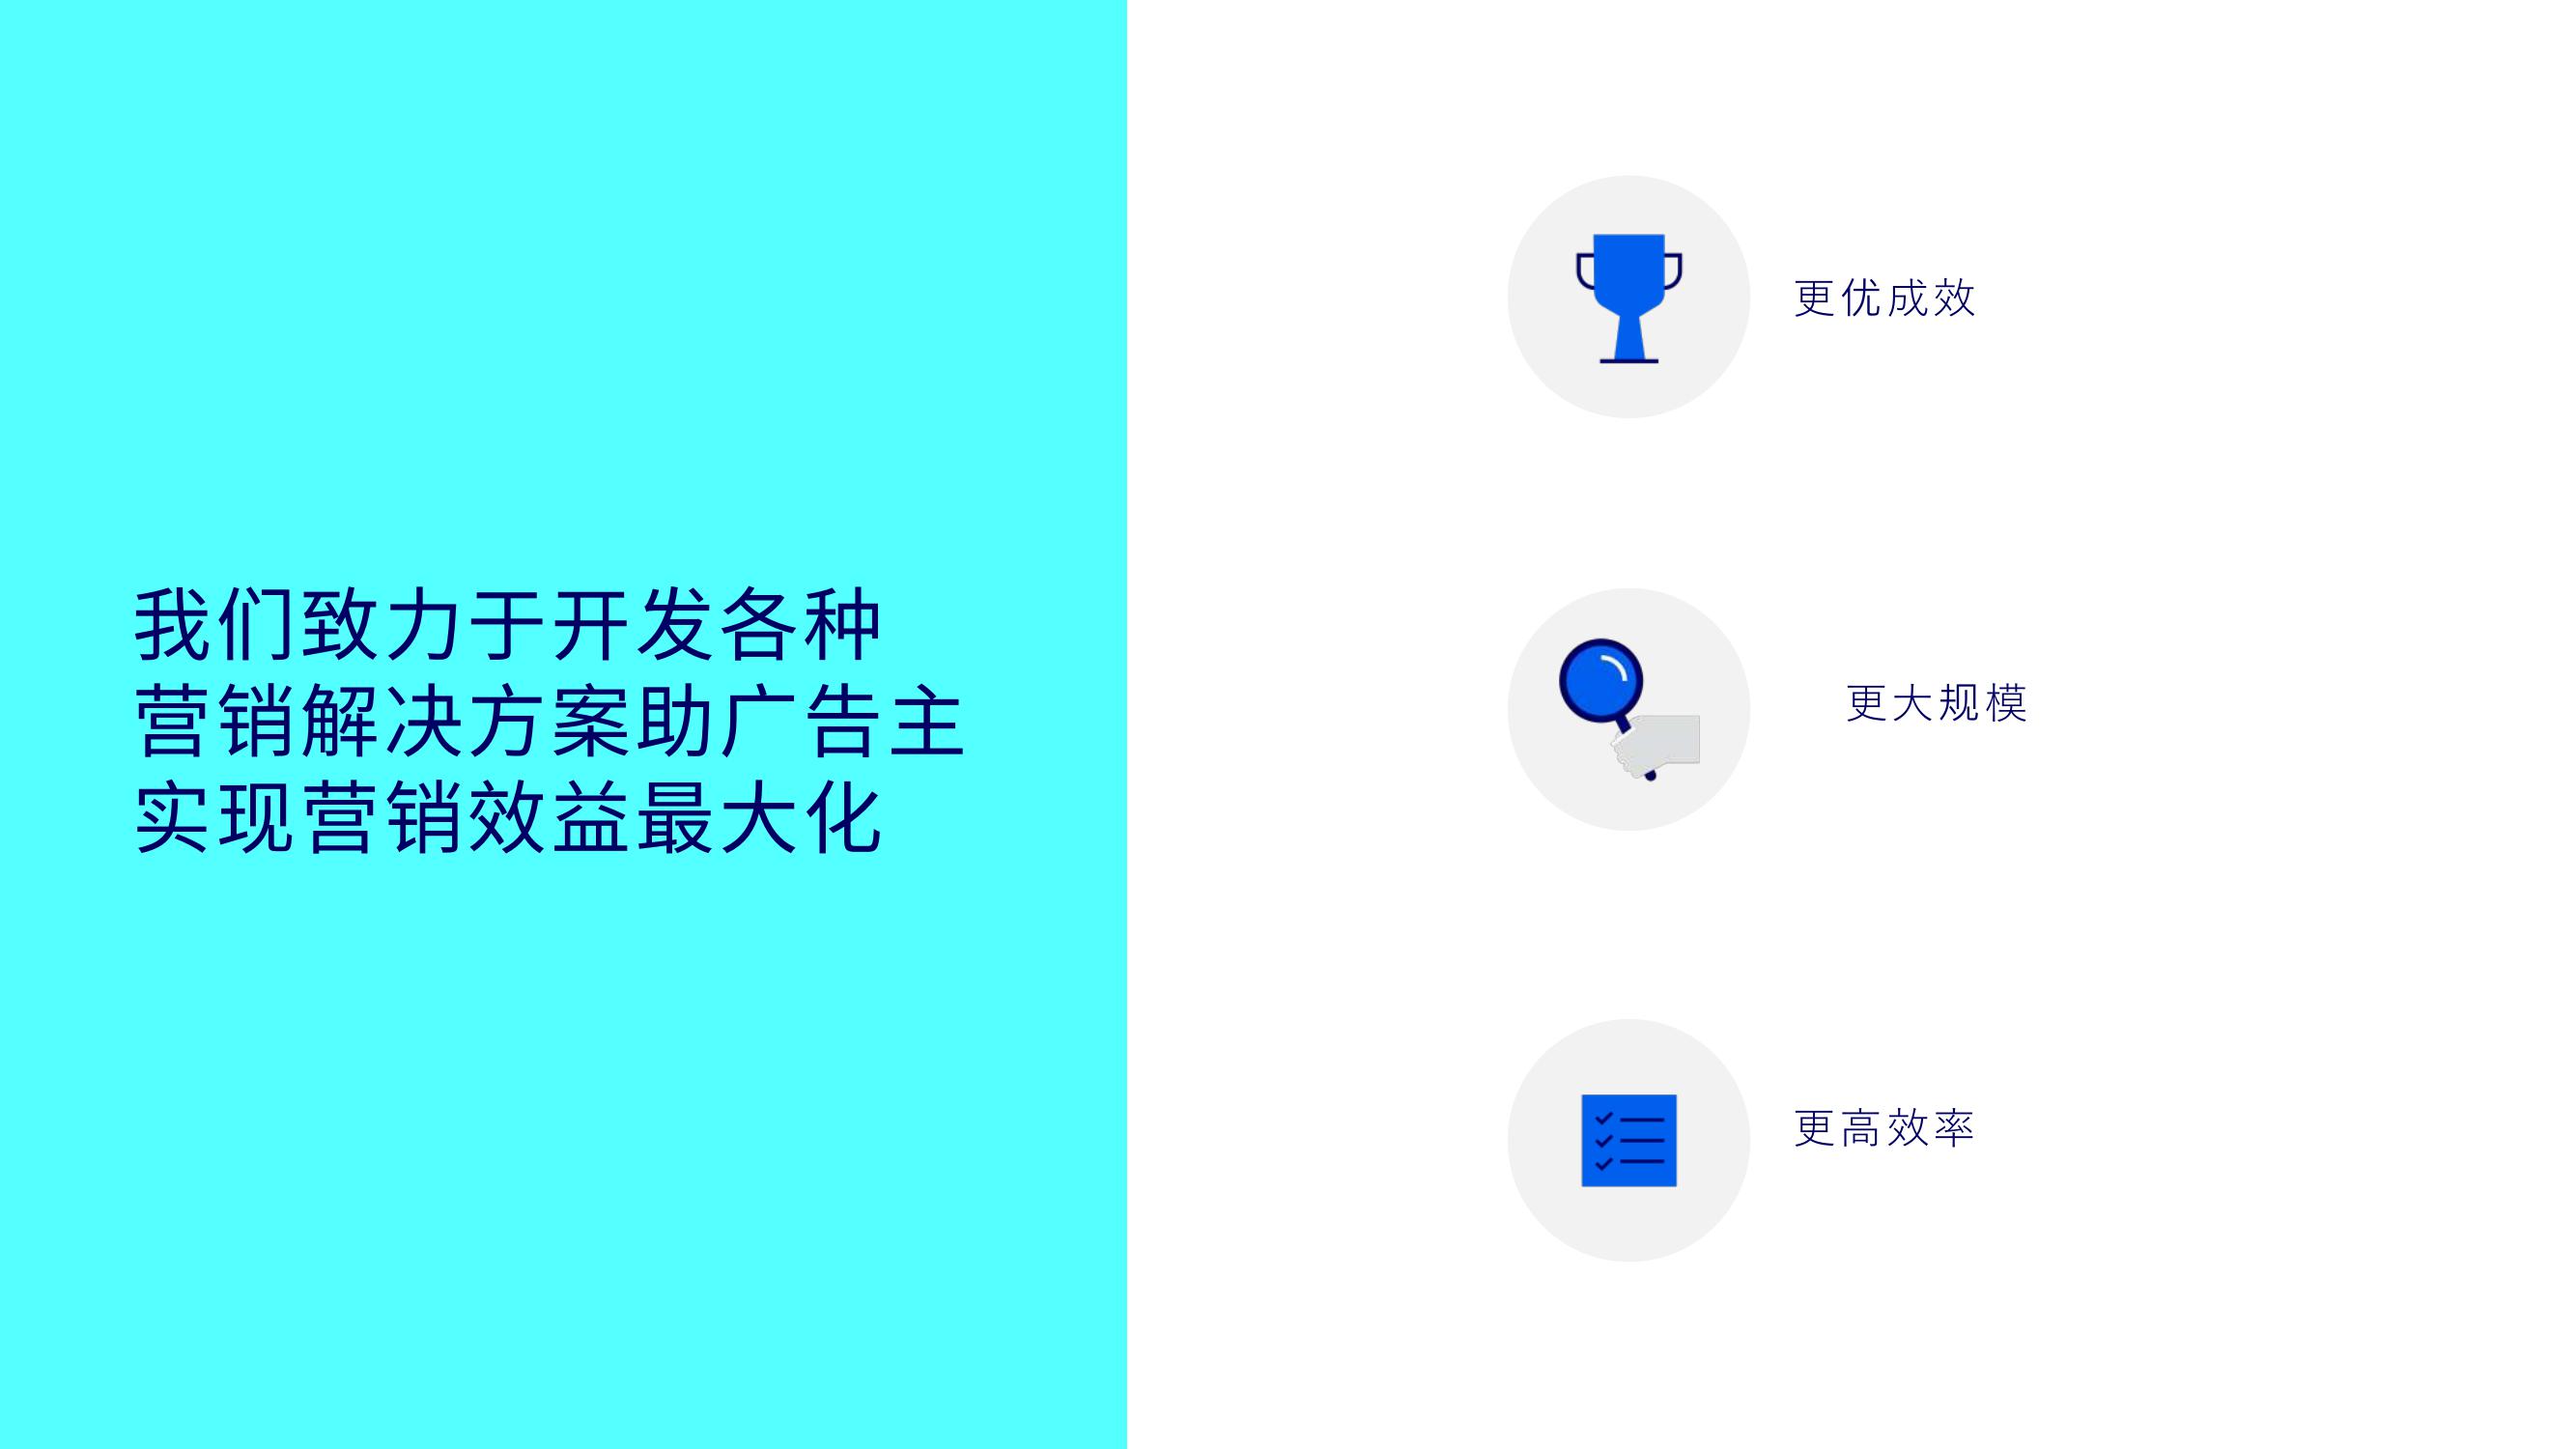 我们致力于开发各种
营销解决方案助广告主
实现营销效益最大化
更优成效
更大规模
更高效率